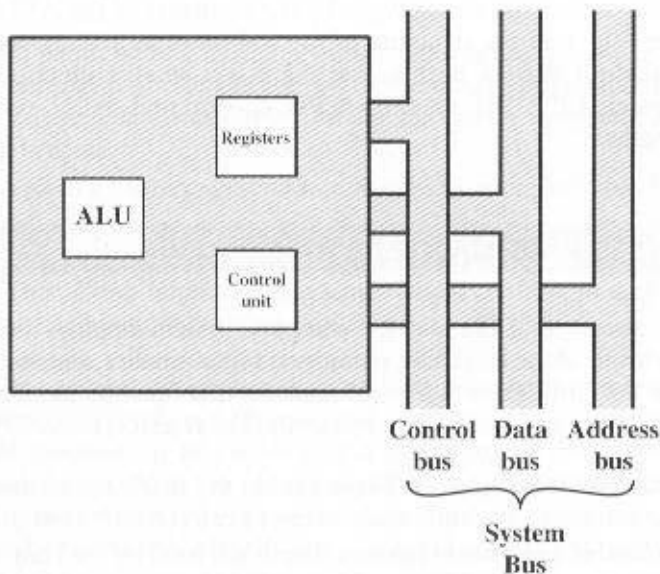 Registers
ALU
Control
unit
Control Data Address
bus bus bus
System
Bus